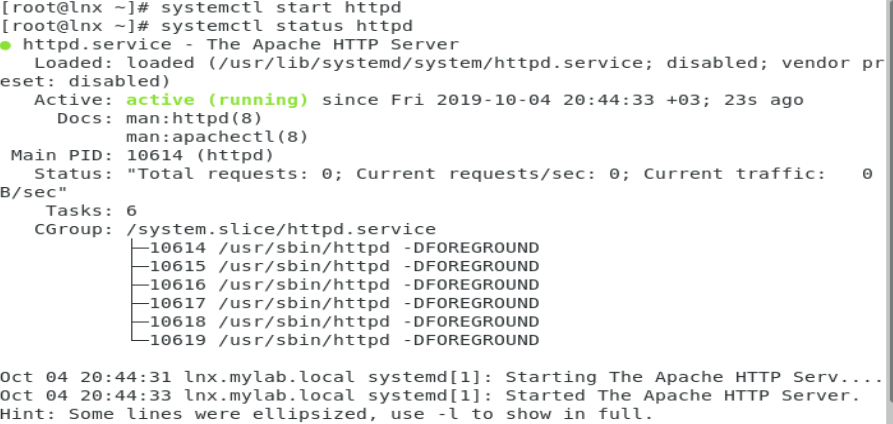 [root@lnx ~]# systemctl start httpd
[root@lnx ~]# systemctl status httpd
● httpd.service - The Apache HTTP Server
   Loaded: loaded (/usr/lib/systemd/system/httpd.service; disabled; vendor pr
eset: disabled)
   Active: active (running) since Fri 2019-10-04 20:44:33 +03; 23s ago
     Docs: man:httpd(8)
           man:apachectl(8)
 Main PID: 10614 (httpd)
   Status: "Total requests: 0; Current requests/sec: 0; Current traffic:   0
B/sec"
    Tasks: 6
   CGroup: /system.slice/httpd.service
           ├─10614 /usr/sbin/httpd -DFOREGROUND
           ├─10615 /usr/sbin/httpd -DFOREGROUND
           ├─10616 /usr/sbin/httpd -DFOREGROUND
           ├─10617 /usr/sbin/httpd -DFOREGROUND
           ├─10618 /usr/sbin/httpd -DFOREGROUND
           └─10619 /usr/sbin/httpd -DFOREGROUND

Oct 04 20:44:31 lnx.mylab.local systemd[1]: Starting The Apache HTTP Serv....
Oct 04 20:44:33 lnx.mylab.local systemd[1]: Started The Apache HTTP Server.
Hint: Some lines were ellipsized, use -l to show in full.